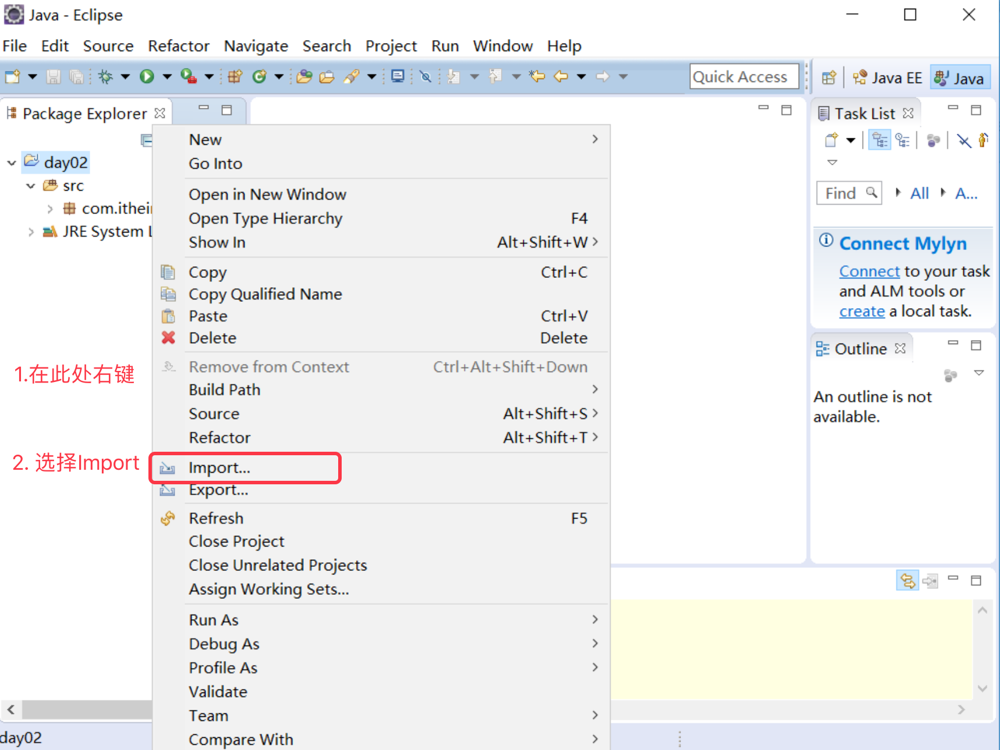 Java - Eclipse
File Edit Source Refactor Navigate Search Project Run Window Help
Quick Access
Java EE
Java
Package Explorer
day02
src
com.ithei
JRE System L
1.在此处右键
2. 选择Import
New
Go Into
Open in New Window
Open Type Hierarchy F4
Show In Alt+Shift+W
Copy Ctrl+C
Copy Qualified Name
Paste Ctrl+V
Delete Delete
Remove from Context Ctrl+Alt+Shift+Down
Build Path
Source Alt+Shift+S
Refactor Alt+Shift+T
Import...
Export...
Refresh F5
Close Project
Close Unrelated Projects
Assign Working Sets...
Run As
Debug As
Profile As
Validate
Team
Compare With
Task List
Find All A...
Connect Mylyn
Connect to your task
and ALM tools or
create a local task.
Outline
An outline is not
available.
day02